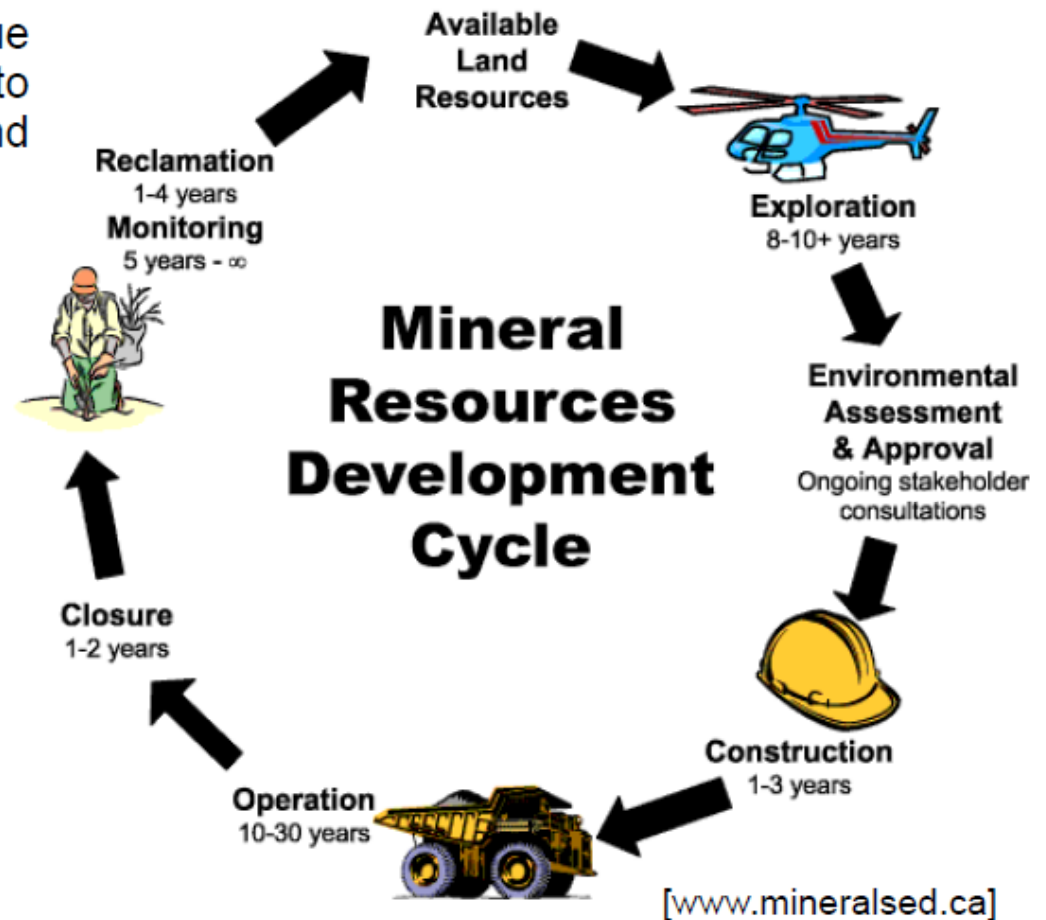 to
Available
Land
Resources
Exploration
8-10+ years
Environmental
Assessment
& Approval
Ongoing stakeholder
consultations
Construction
1-3 years
Operation
10-30 years
Closure
1-2 years
Reclamation
1-4 years
Monitoring
5 years - ∞
Mineral
Resources
Development
Cycle
[www.mineralsed.ca]